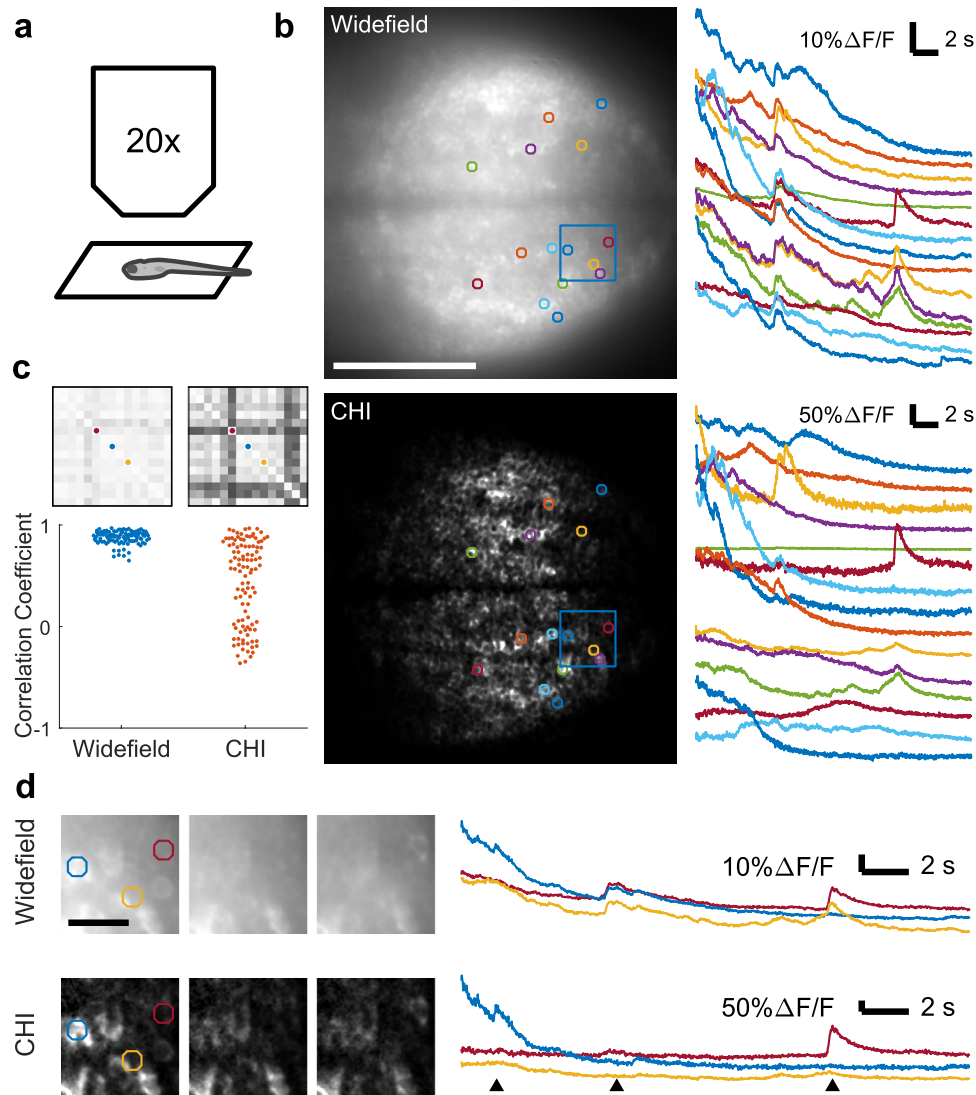 a
20x
b
Widefield
10%ΔF/F
2 s
CHI
50%ΔF/F
2 s
c
Correlation Coefficient
1
0
-1
Widefield
CHI
d
Widefield
10%ΔF/F
2 s
CHI
50%ΔF/F
2 s